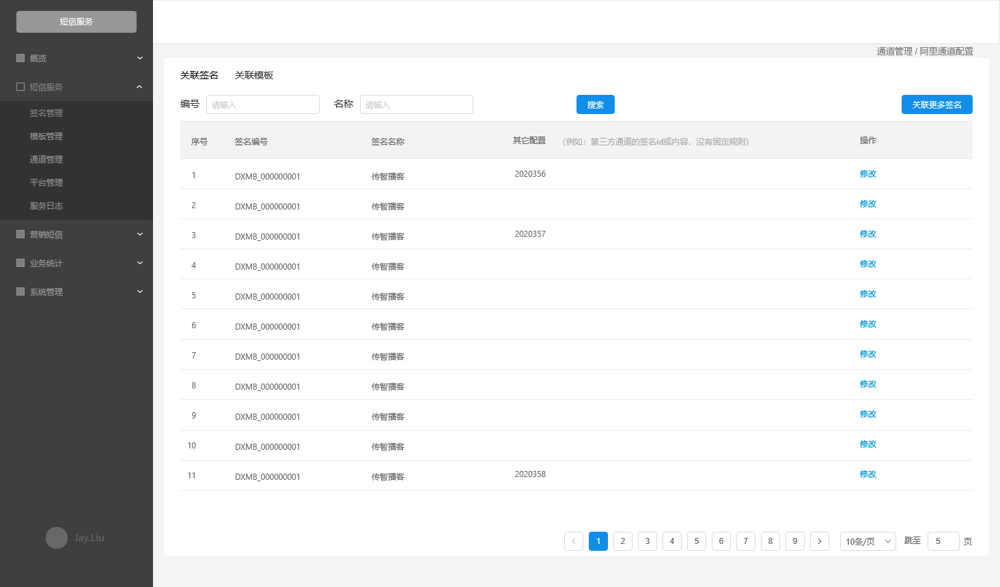 短信服务
概览
短信服务
签名管理
模板管理
通道管理
平台管理
服务日志
营销短信
业务统计
系统管理
Jay.Liu
通道管理 / 阿里通道配置
关联签名 关联模板
编号 请输入 名称 请输入 搜索 关联更多签名
序号 签名编号 签名名称 其它配置 （例如：第三方通道的签名id或内容，没有固定规则） 操作
1 DXMB_000000001 传智播客 2020356 修改
2 DXMB_000000001 传智播客 修改
3 DXMB_000000001 传智播客 2020357 修改
4 DXMB_000000001 传智播客 修改
5 DXMB_000000001 传智播客 修改
6 DXMB_000000001 传智播客 修改
7 DXMB_000000001 传智播客 修改
8 DXMB_000000001 传智播客 修改
9 DXMB_000000001 传智播客 修改
10 DXMB_000000001 传智播客 修改
11 DXMB_000000001 传智播客 2020358 修改
< 1 2 3 4 5 6 7 8 9 > 10条/页 跳至 5 页